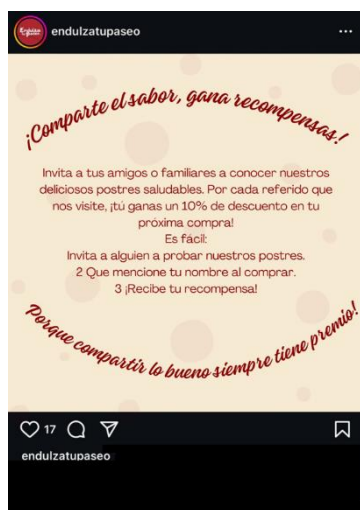 endulzatupaseo
¡Comparte el sabor, gana recompensas!
Invita a tus amigos o familiares a conocer nuestros
deliciosos postres saludables. Por cada referido que
nos visite, ¡tú ganas un 10% de descuento en tu
próxima compra!
Es fácil:
Invita a alguien a probar nuestros postres.
2 Que mencione tu nombre al comprar.
3 ¡Recibe tu recompensa!
Porque compartir lo bueno siempre tiene premio!
17
endulzatupaseo